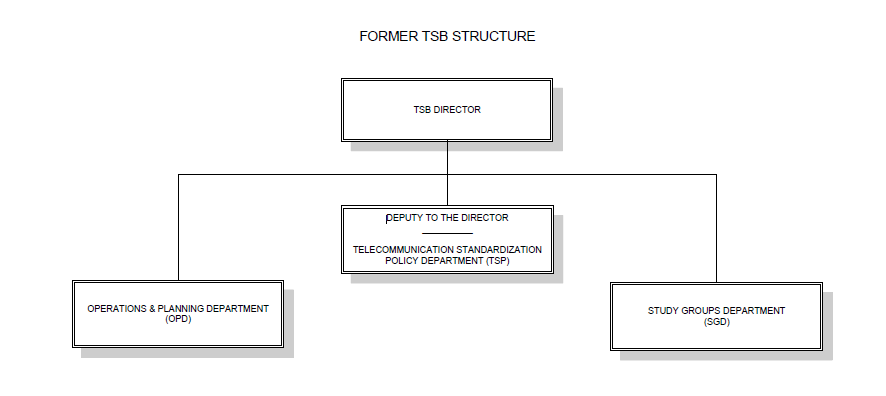 FORMER TSB STRUCTURE
TSB DIRECTOR
DEPUTY TO THE DIRECTOR
TELECOMMUNICATION STANDARDIZATION
POLICY DEPARTMENT (TSP)
OPERATIONS & PLANNING DEPARTMENT
(OPD)
STUDY GROUPS DEPARTMENT
(SGD)